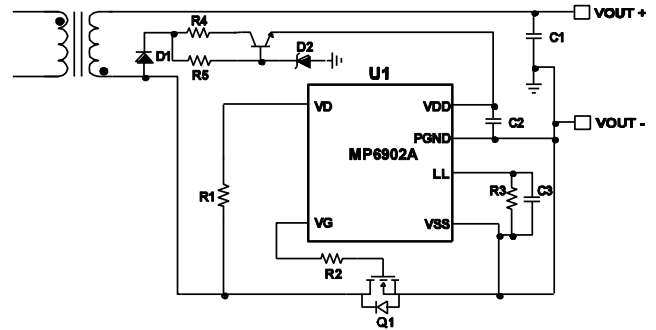 R4
VOUT +
C1
D1
D2
R5
U1
VD
VDD
C2
VOUT -
PGND
MP6902A
LL
R1
R3
C3
VG
VSS
R2
Q1